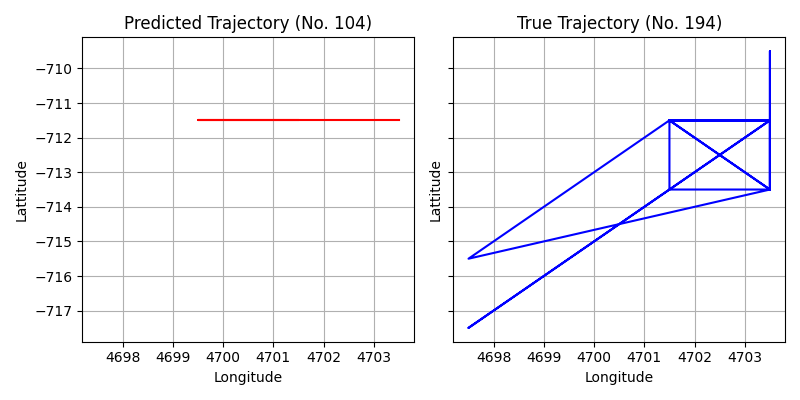 Predicted Trajectory (No. 104)
True Trajectory (No. 194)
−710
−711
−712
−713
−714
−715
−716
−717
Lattitude
Lattitude
4698 4699 4700 4701 4702 4703
4698 4699 4700 4701 4702 4703
Longitude
Longitude